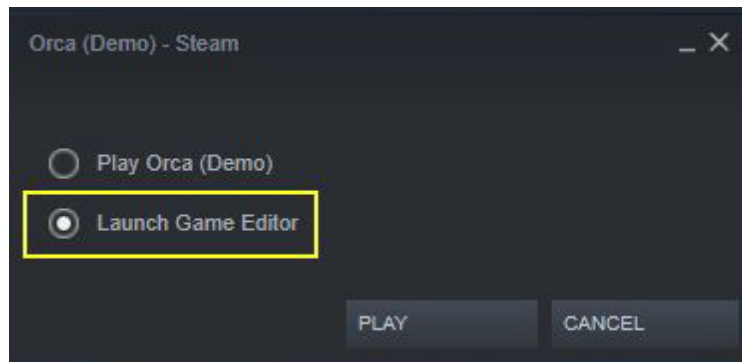 Orca (Demo) - Steam
Play Orca (Demo)
Launch Game Editor
PLAY CANCEL